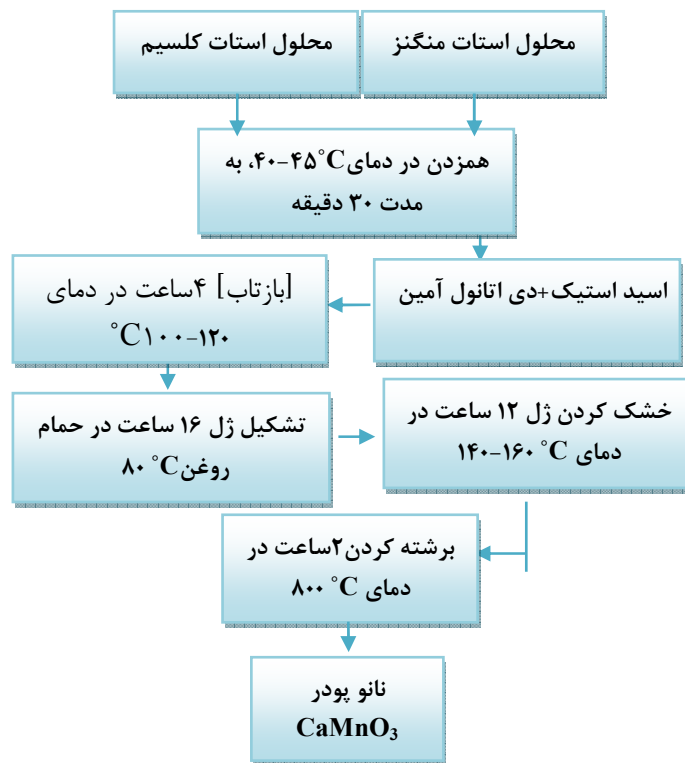 محلول استات منگنز
محلول استات کلسیم
همزدن در دمای ۴۰-۴۵°C، به
مدت ۳۰ دقیقه
اسید استیک+دی اتانول آمین
[بازتاب] ۴ساعت در دمای
°C۱۰۰-۱۲۰
تشکیل ژل ۱۶ ساعت در حمام
روغن ۸۰ °C
خشک کردن ژل ۱۲ ساعت در
دمای ۱۴۰-۱۶۰ °C
برشته کردن۲ساعت در
دمای ۸۰۰ °C
نانو پودر
CaMnO₃